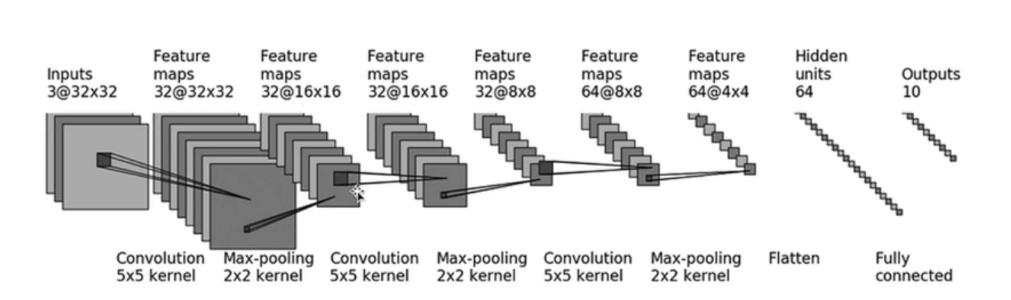 Inputs
3@32x32
Feature
maps
32@32x32
Feature
maps
32@16x16
Feature
maps
32@16x16
Feature
maps
32@8x8
Feature
maps
64@8x8
Feature
maps
64@4x4
Hidden
units
64
Outputs
10
Convolution
5x5 kernel
Max-pooling
2x2 kernel
Convolution
5x5 kernel
Max-pooling
2x2 kernel
Convolution
5x5 kernel
Max-pooling
2x2 kernel
Flatten
Fully
connected